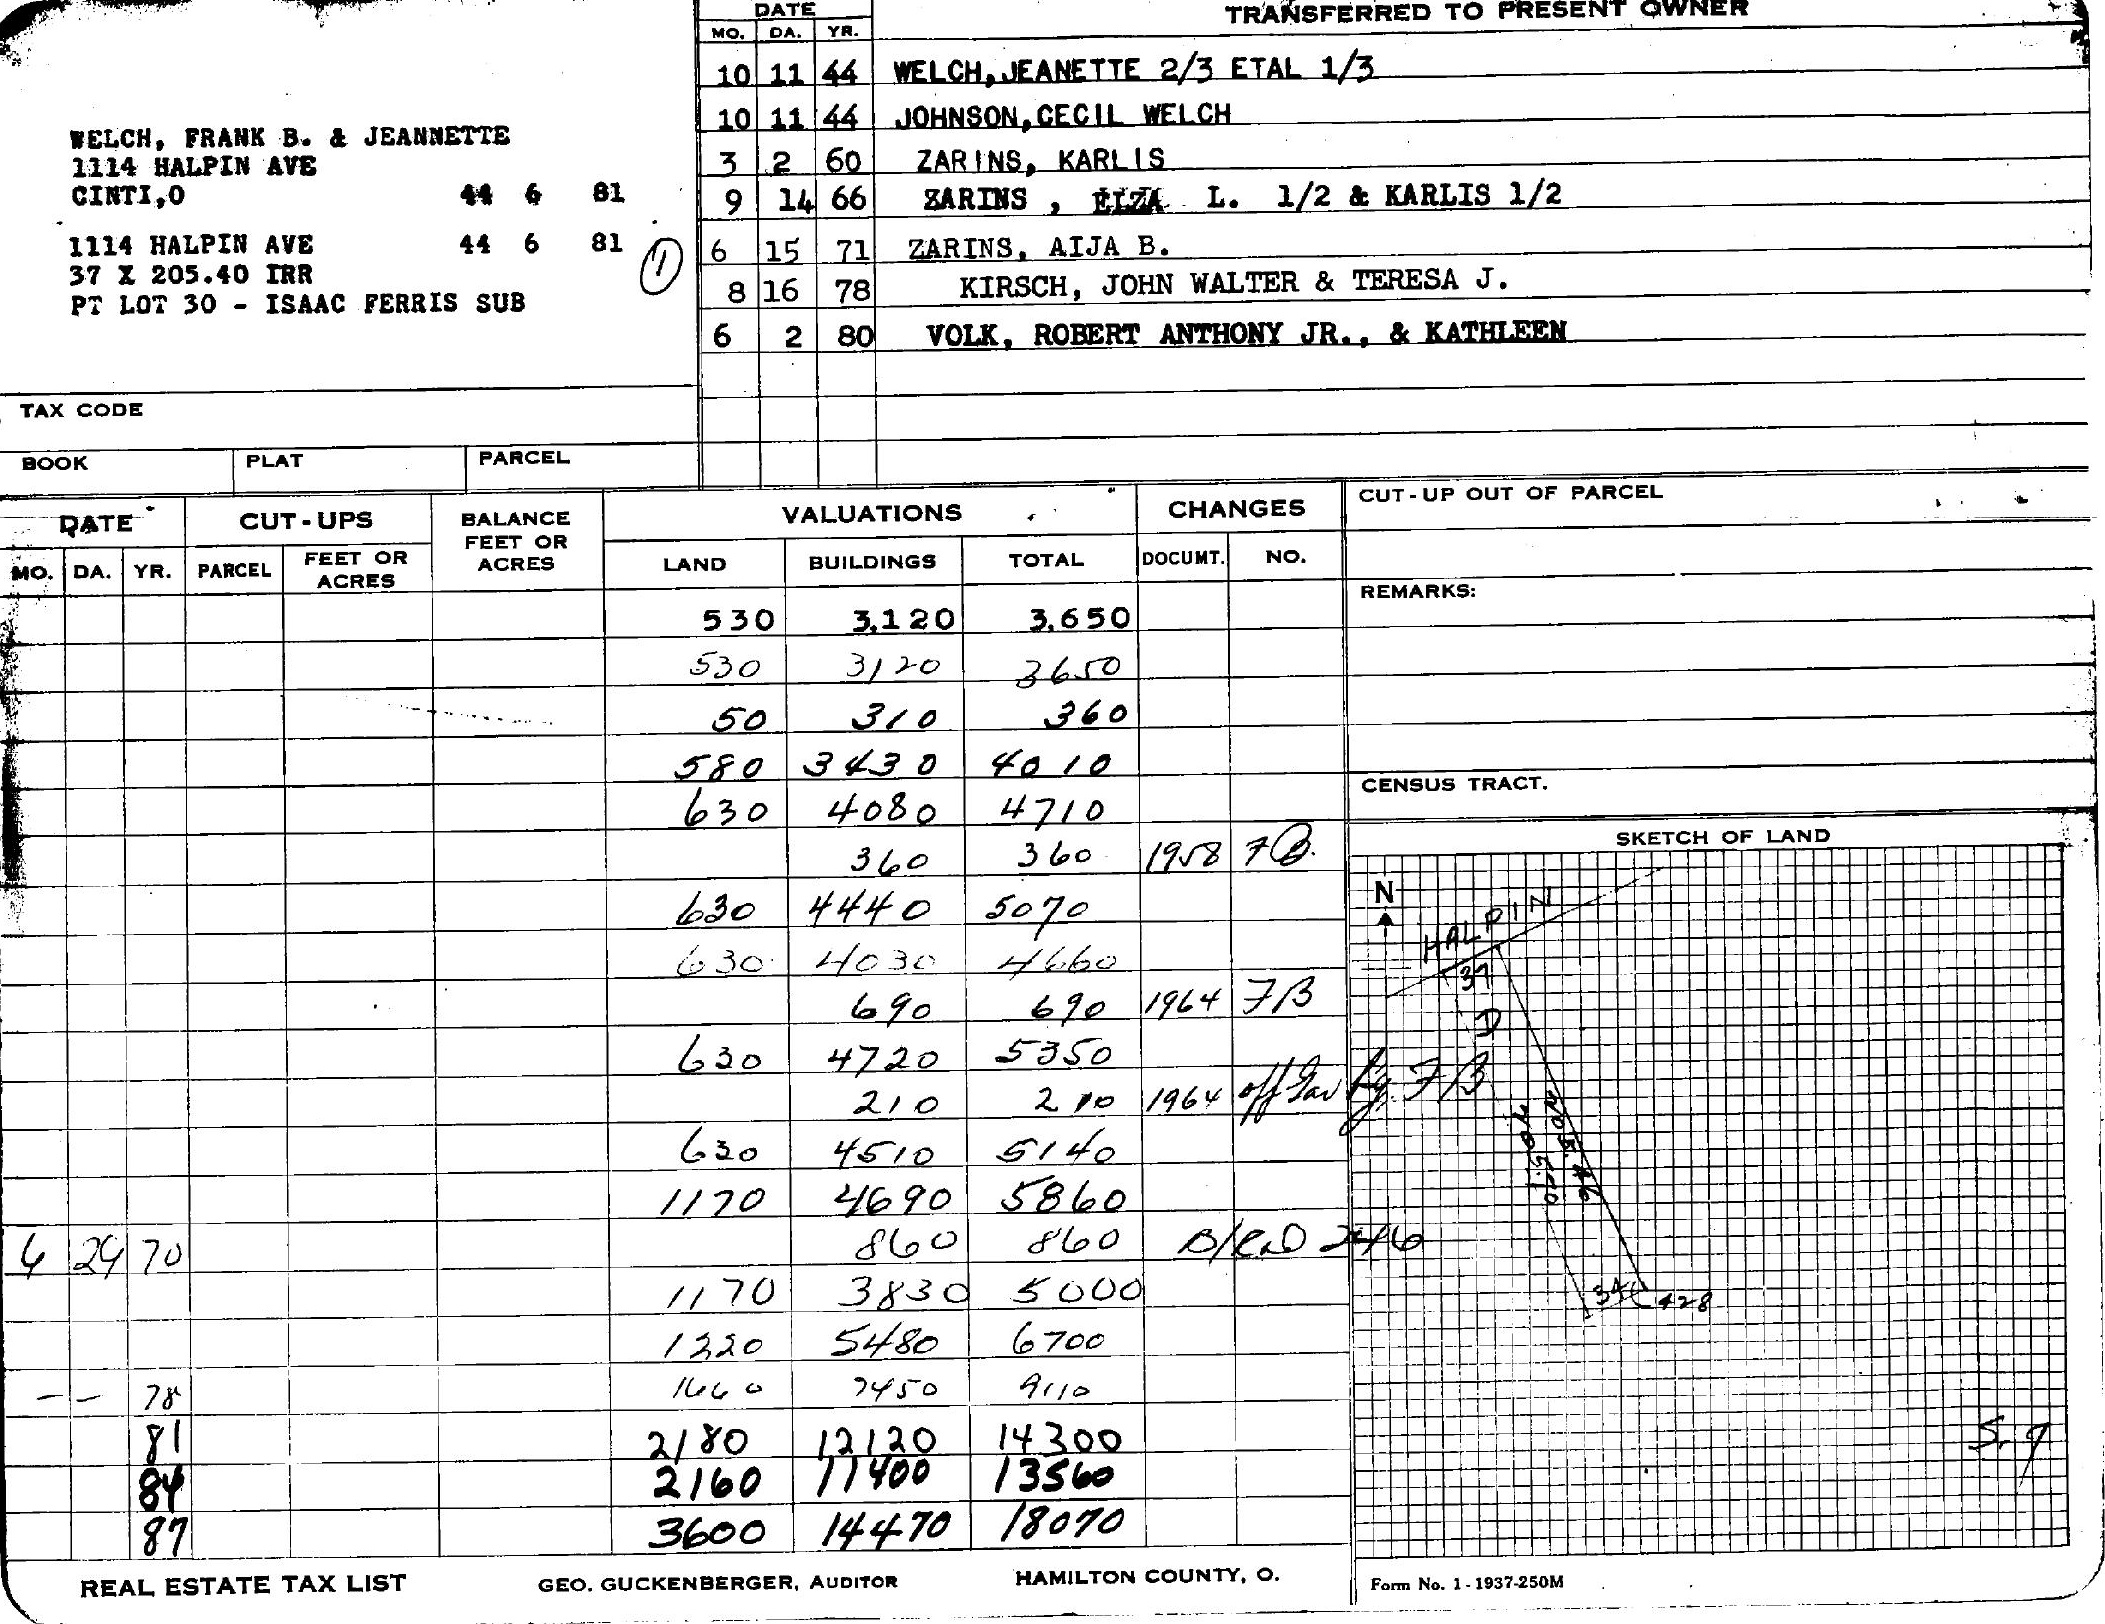 DATE
TRANSFERRED TO PRESENT OWNER
MO. DA. YR.
10 11 44 WELCH, JEANETTE 2/3 ETAL 1/3
10 11 44 JOHNSON, CECIL WELCH
3 2 60 ZARINS, KARLIS
9 14 66 ZARINS , ELZA L. 1/2 & KARLIS 1/2
6 15 71 ZARINS, AIJA B.
8 16 78 KIRSCH, JOHN WALTER & TERESA J.
6 2 80 VOLK, ROBERT ANTHONY JR., & KATHLEEN
WELCH, FRANK B. & JEANNETTE
1114 HALPIN AVE
CINTI,O 44 6 81
1114 HALPIN AVE 44 6 81
37 X 205.40 IRR
PT LOT 30 - ISAAC FERRIS SUB
1
TAX CODE
BOOK PLAT PARCEL
DATE CUT-UPS BALANCE FEET OR ACRES VALUATIONS CHANGES
MO. DA. YR. PARCEL FEET OR ACRES LAND BUILDINGS TOTAL DOCUMT. NO.
530 3,120 3,650
530 3120 3650
50 310 360
580 3430 4010
630 4080 4710
360 360 1958 FB.
630 4440 5070
630 4030 4660
690 690 1964 FB
630 4720 5350
210 210 1964 off FB
630 4510 5140
1170 4690 5860
6 24 70 860 860
1170 3830 5000
1220 5480 6700
— — 78 1660 7450 9110
81 2180 12120 14300
84 2160 11400 13560
87 3600 14470 18070
CUT-UP OUT OF PARCEL
REMARKS:
CENSUS TRACT.
SKETCH OF LAND
N
HALPIN
37
D
34
428
S. 9
REAL ESTATE TAX LIST
GEO. GUCKENBERGER, AUDITOR
HAMILTON COUNTY, O.
Form No. 1-1937-250M